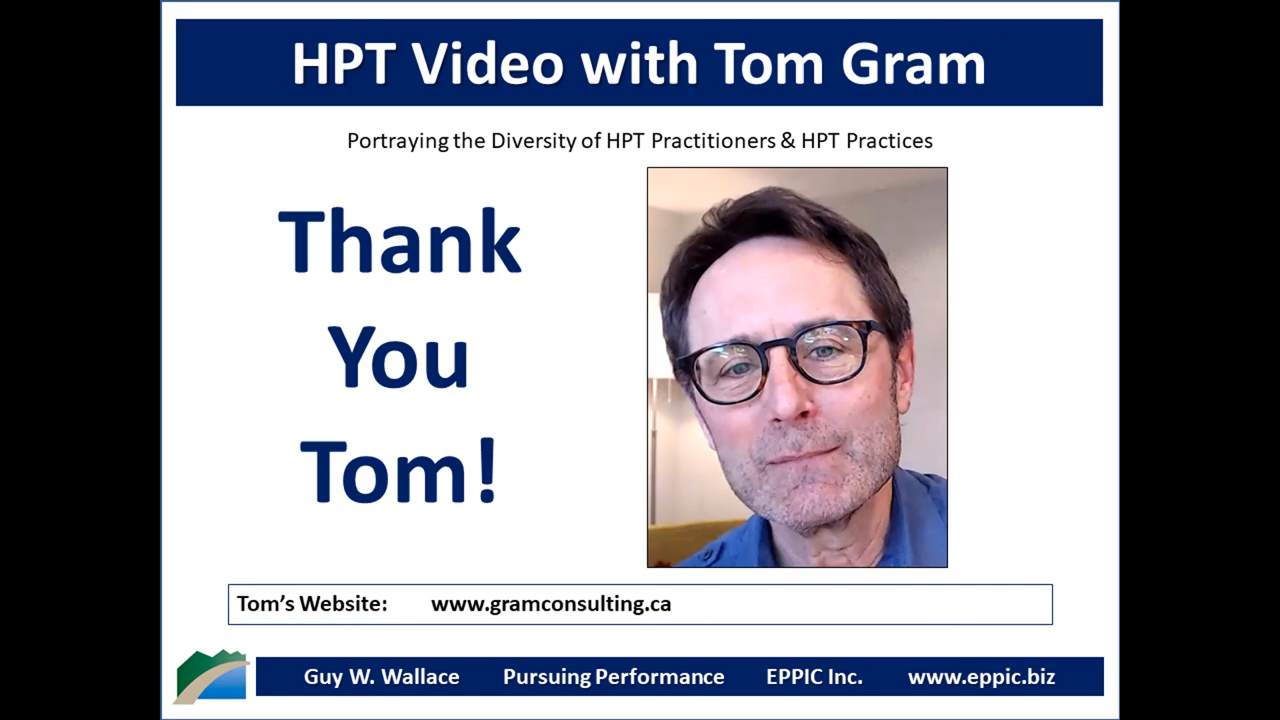 HPT Video with Tom Gram
Portraying the Diversity of HPT Practitioners & HPT Practices
Thank
You
Tom!
Tom's Website: www.gramconsulting.ca
Guy W. Wallace Pursuing Performance EPPIC Inc. www.eppic.biz